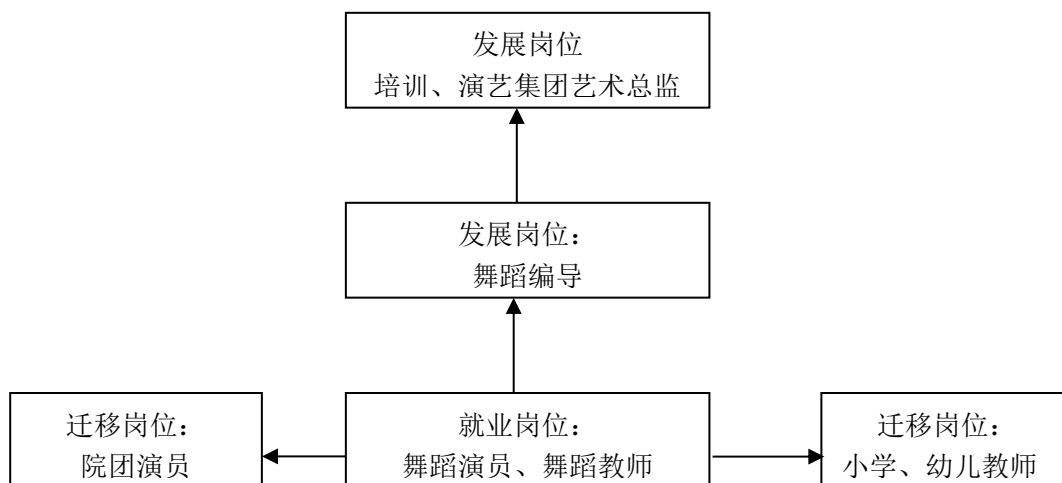 发展岗位
培训、演艺集团艺术总监
发展岗位：
舞蹈编导
迁移岗位：
院团演员
就业岗位：
舞蹈演员、舞蹈教师
迁移岗位：
小学、幼儿教师